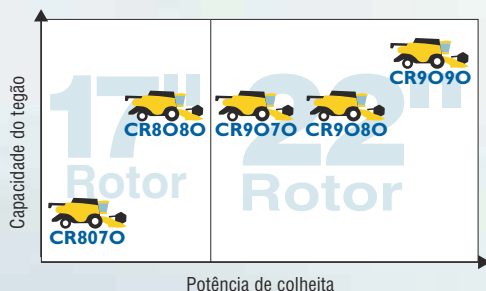 Capacidade do tegão
17" Rotor
22" Rotor
CR9090
CR8080
CR9070
CR9080
CR8070
Potência de colheita